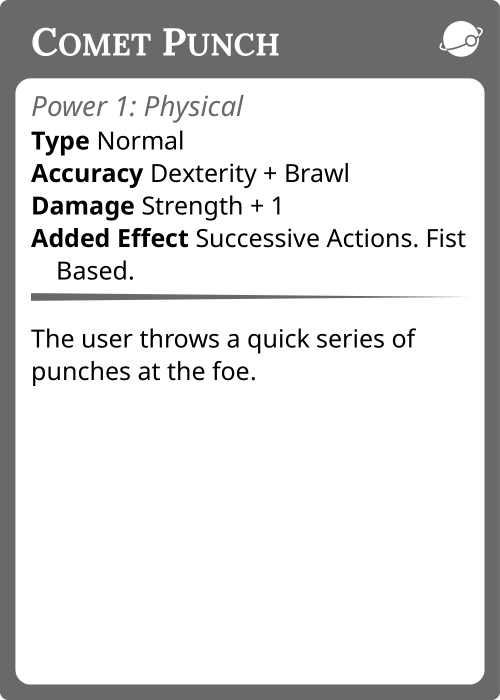 Comet Punch
Power 1: Physical
Type Normal
Accuracy Dexterity + Brawl
Damage Strength + 1
Added Effect Successive Actions. Fist
Based.
The user throws a quick series of
punches at the foe.